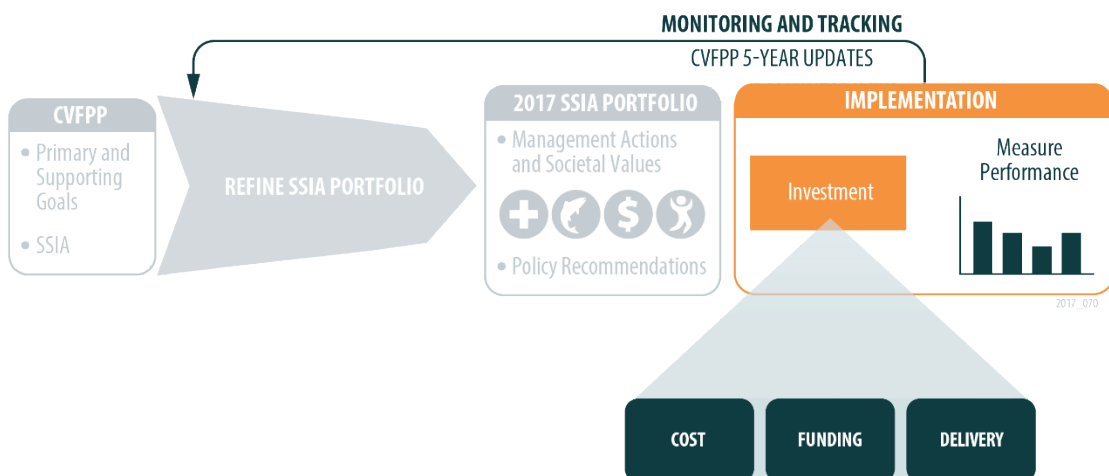 MONITORING AND TRACKING
CVFPP 5-YEAR UPDATES
CVFPP
• Primary and
Supporting
Goals
• SSIA
REFINE SSIA PORTFOLIO
2017 SSIA PORTFOLIO
• Management Actions
and Societal Values
$
• Policy Recommendations
IMPLEMENTATION
Investment
Measure
Performance
2017_070
COST
FUNDING
DELIVERY